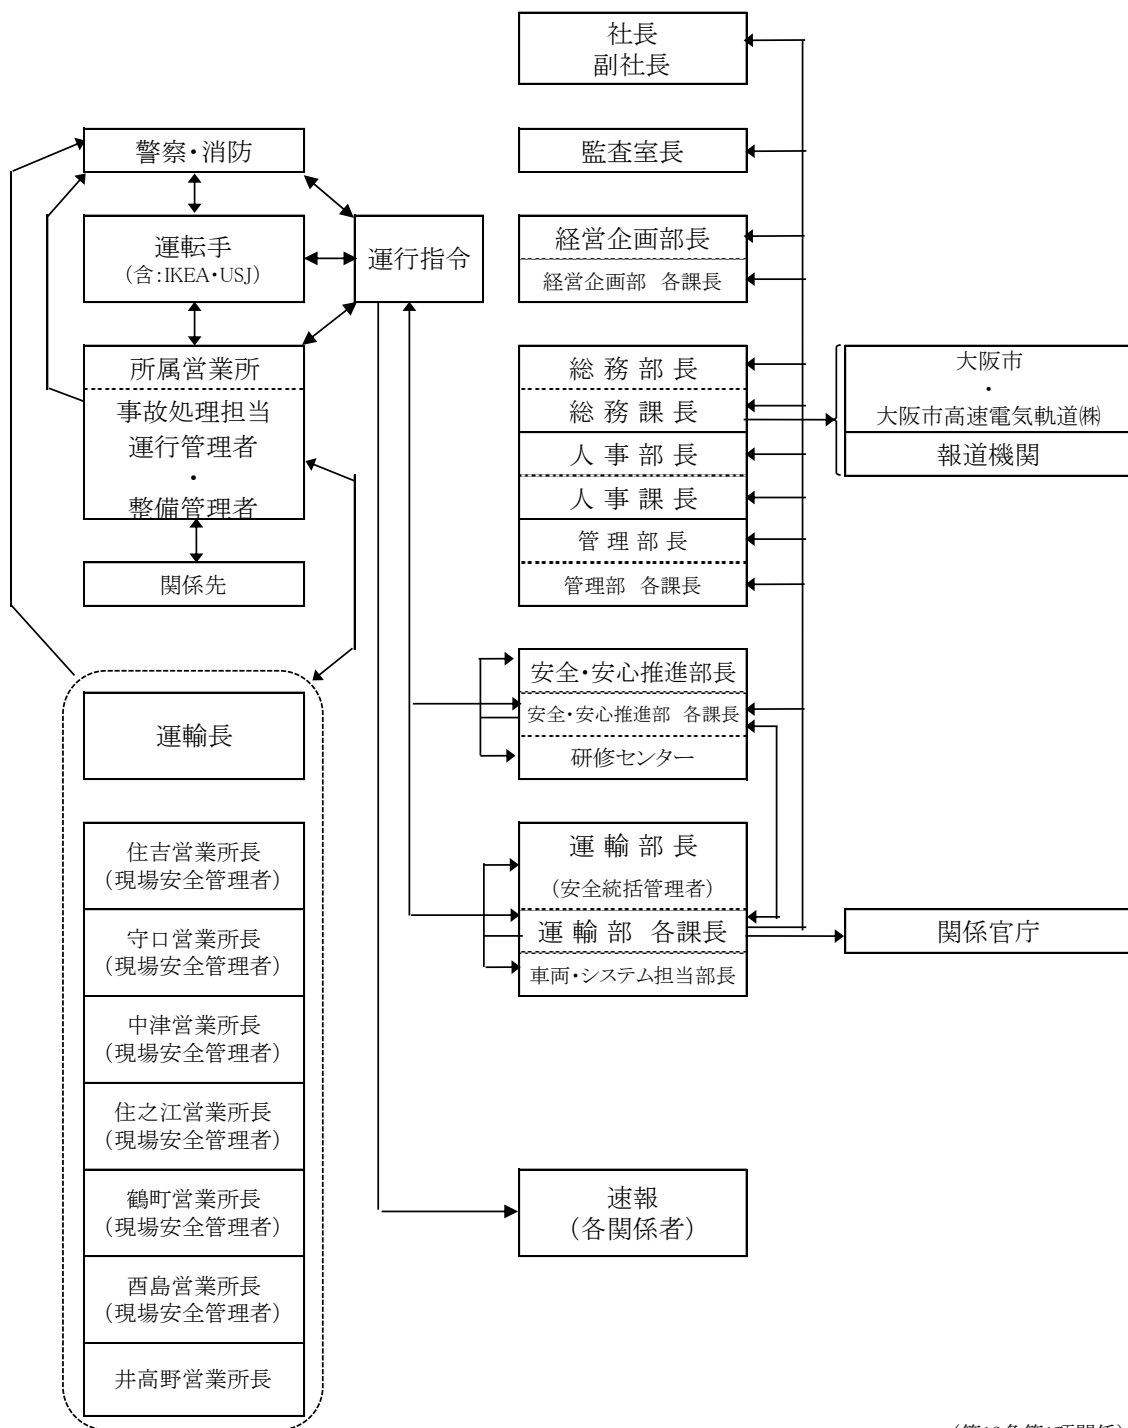 社長
副社長
警察・消防
監査室長
運転手
(含:IKEA・USJ)
運行指令
経営企画部長
経営企画部 各課長
所属営業所
事故処理担当
運行管理者
・
整備管理者
関係先
総務部長
総務課長
人事部長
人事課長
管理部長
管理部 各課長
大阪市
・
大阪市高速電気軌道㈱
報道機関
安全・安心推進部長
安全・安心推進部 各課長
研修センター
運輸長
住吉営業所長
(現場安全管理者)
守口営業所長
(現場安全管理者)
中津営業所長
(現場安全管理者)
住之江営業所長
(現場安全管理者)
鶴町営業所長
(現場安全管理者)
酉島営業所長
(現場安全管理者)
井高野営業所長
運輸部長
(安全統括管理者)
運輸部 各課長
車両・システム担当部長
関係官庁
速報
(各関係者)